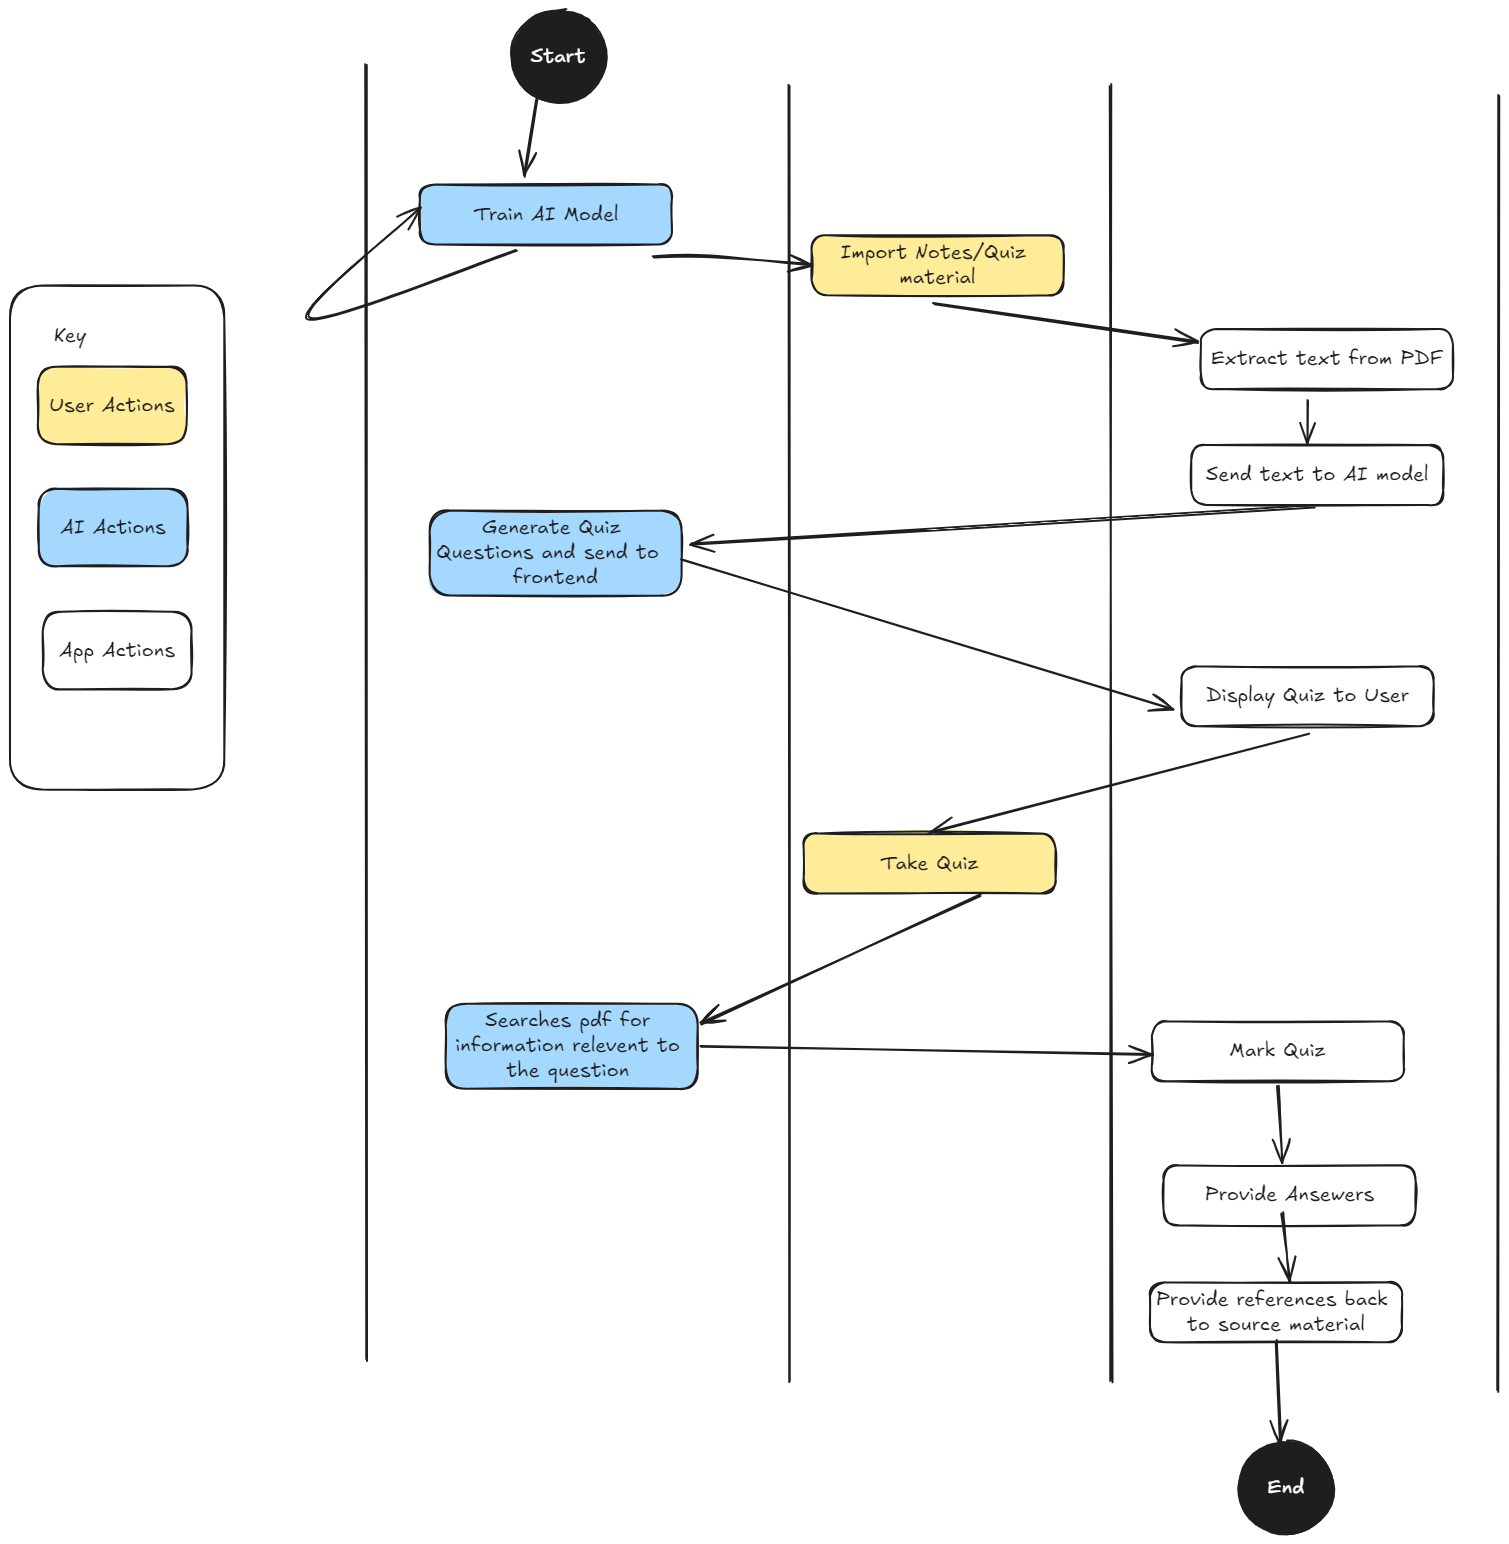 Start
Train AI Model
Import Notes/Quiz
material
Key
User Actions
AI Actions
App Actions
Extract text from PDF
Send text to AI model
Generate Quiz
Questions and send to
frontend
Display Quiz to User
Take Quiz
Searches pdf for
information relevent to
the question
Mark Quiz
Provide Ansewers
Provide references back
to source material
End